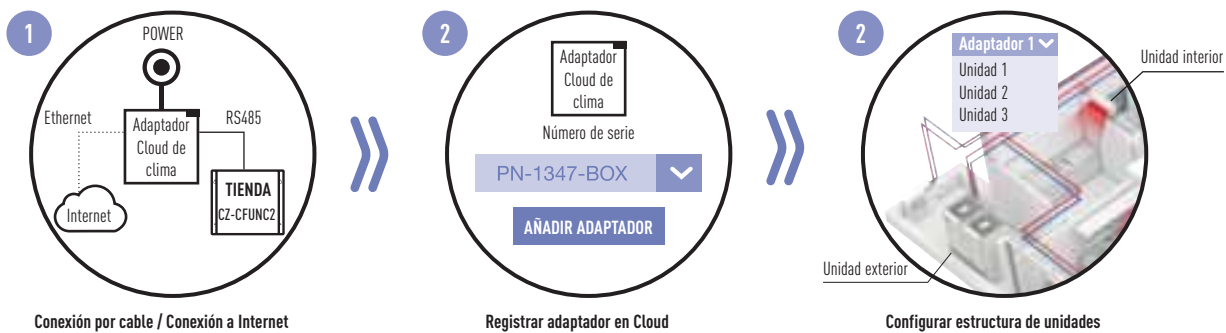 1
POWER
Ethernet
RS485
Adaptador
Cloud de
clima
Internet
TIENDA
CZ-CFUNC2
Conexión por cable / Conexión a Internet
2
Adaptador
Cloud de
clima
Número de serie
PN-1347-BOX
AÑADIR ADAPTADOR
Registrar adaptador en Cloud
2
Adaptador 1
Unidad 1
Unidad 2
Unidad 3
Unidad interior
Unidad exterior
Configurar estructura de unidades